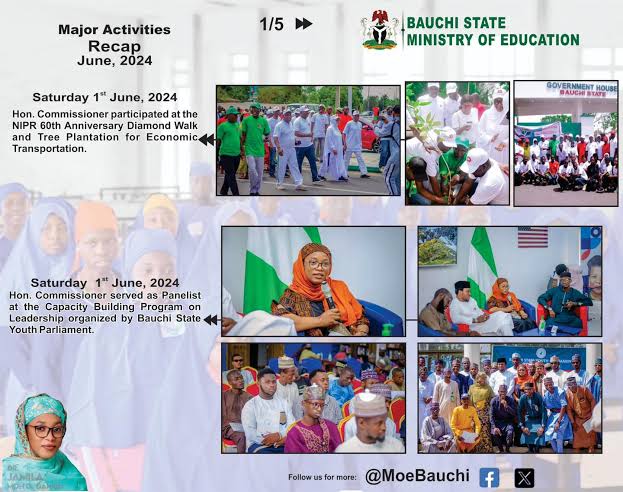 Major Activities
Recap
June, 2024
1/5
BAUCHI STATE
MINISTRY OF EDUCATION
Saturday 1st June, 2024
Hon. Commissioner participated at the
NIPR 60th Anniversary Diamond Walk
and Tree Plantation for Economic
Transportation.
GOVERNMENT HOUSE
BAUCHI STATE
Saturday 1st June, 2024
Hon. Commissioner served as Panelist
at the Capacity Building Program on
Leadership organized by Bauchi State
Youth Parliament.
JAMILA
Follow us for more: @MoeBauchi